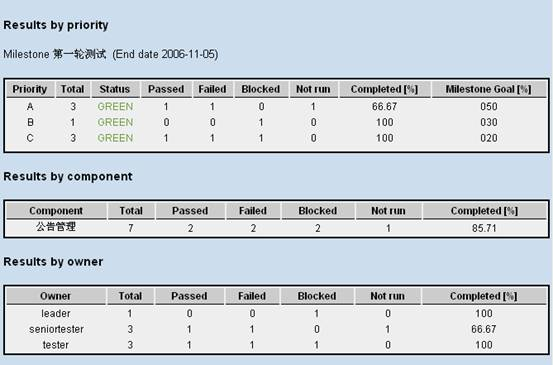 Results by priority
Milestone 第一轮测试 (End date 2006-11-05)
Priority Total Status Passed Failed Blocked Not run Completed [%] Milestone Goal [%]
A 3 GREEN 1 1 0 1 66.67 050
B 1 GREEN 0 0 1 0 100 030
C 3 GREEN 1 1 1 0 100 020
Results by component
Component Total Passed Failed Blocked Not run Completed [%]
公告管理 7 2 2 2 1 85.71
Results by owner
Owner Total Passed Failed Blocked Not run Completed [%]
leader 1 0 0 1 0 100
seniortester 3 1 1 0 1 66.67
tester 3 1 1 1 0 100